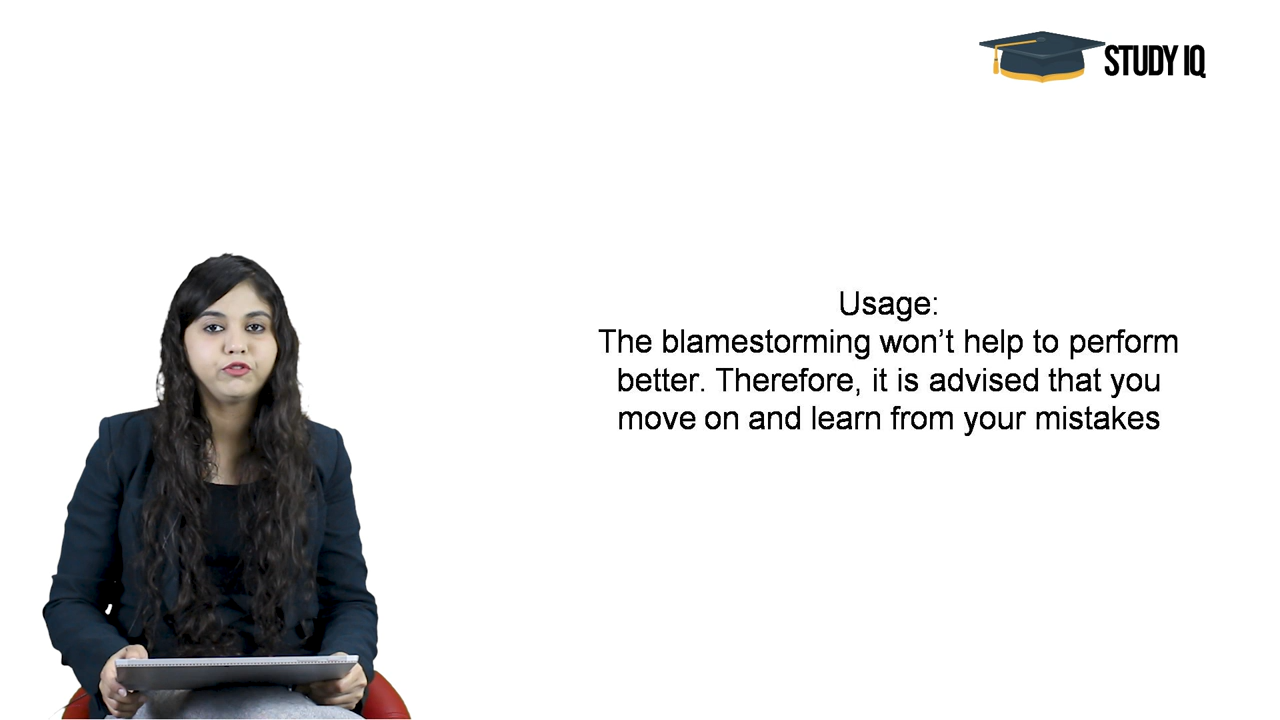 STUDY IQ
Usage:
The blamestorming won’t help to perform
better. Therefore, it is advised that you
move on and learn from your mistakes